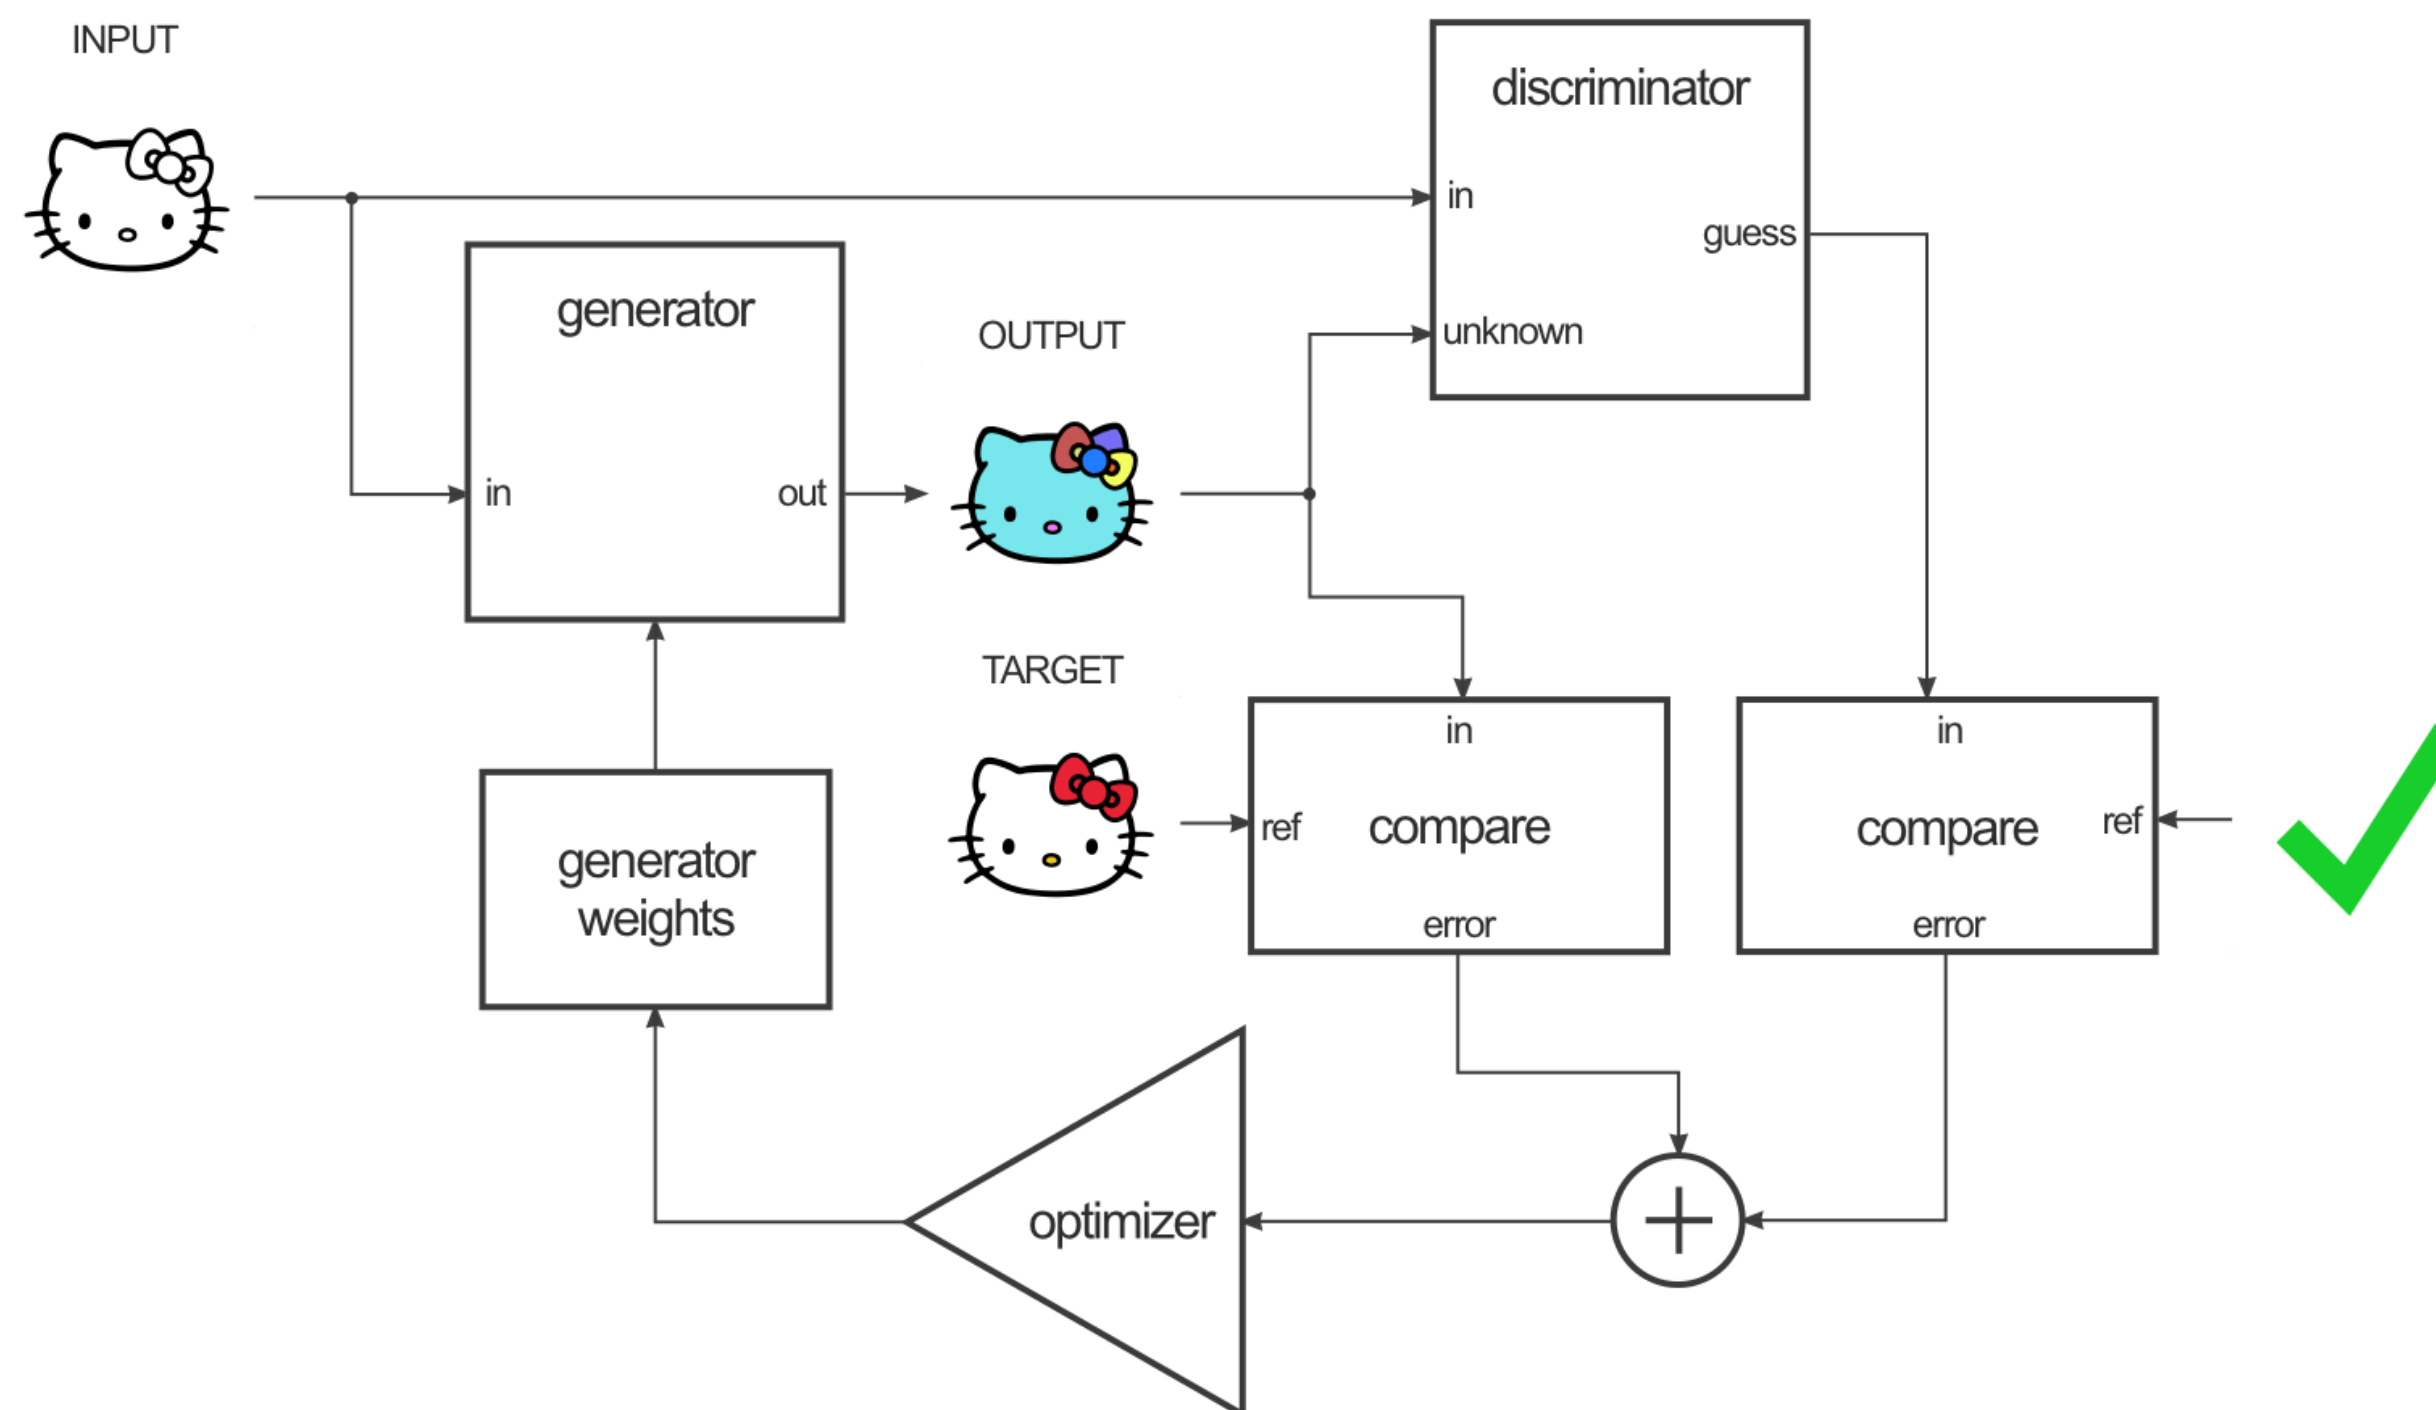 INPUT
discriminator
in
guess
generator
OUTPUT
unknown
in
out
TARGET
in
in
ref
compare
compare
ref
generator
weights
error
error
optimizer
+